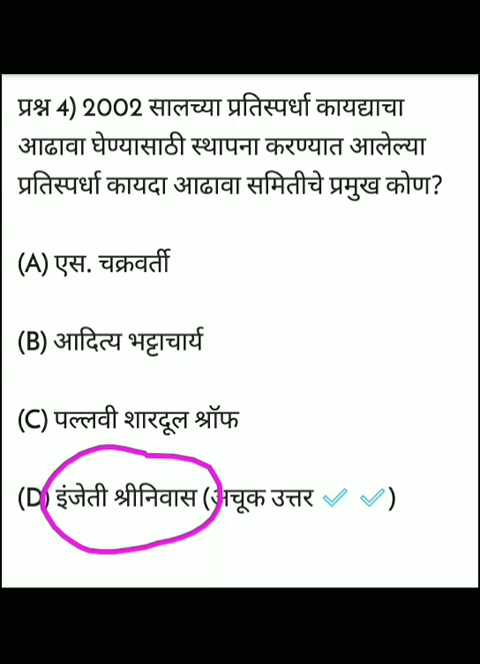 प्रश्न 4) 2002 सालच्या प्रतिस्पर्धा कायद्याचा
आढावा घेण्यासाठी स्थापना करण्यात आलेल्या
प्रतिस्पर्धा कायदा आढावा समितीचे प्रमुख कोण?
(A) एस. चक्रवर्ती
(B) आदित्य भट्टाचार्य
(C) पल्लवी शारदूल श्रॉफ
(D) इंजेती श्रीनिवास (अचूक उत्तर ✓ ✓)